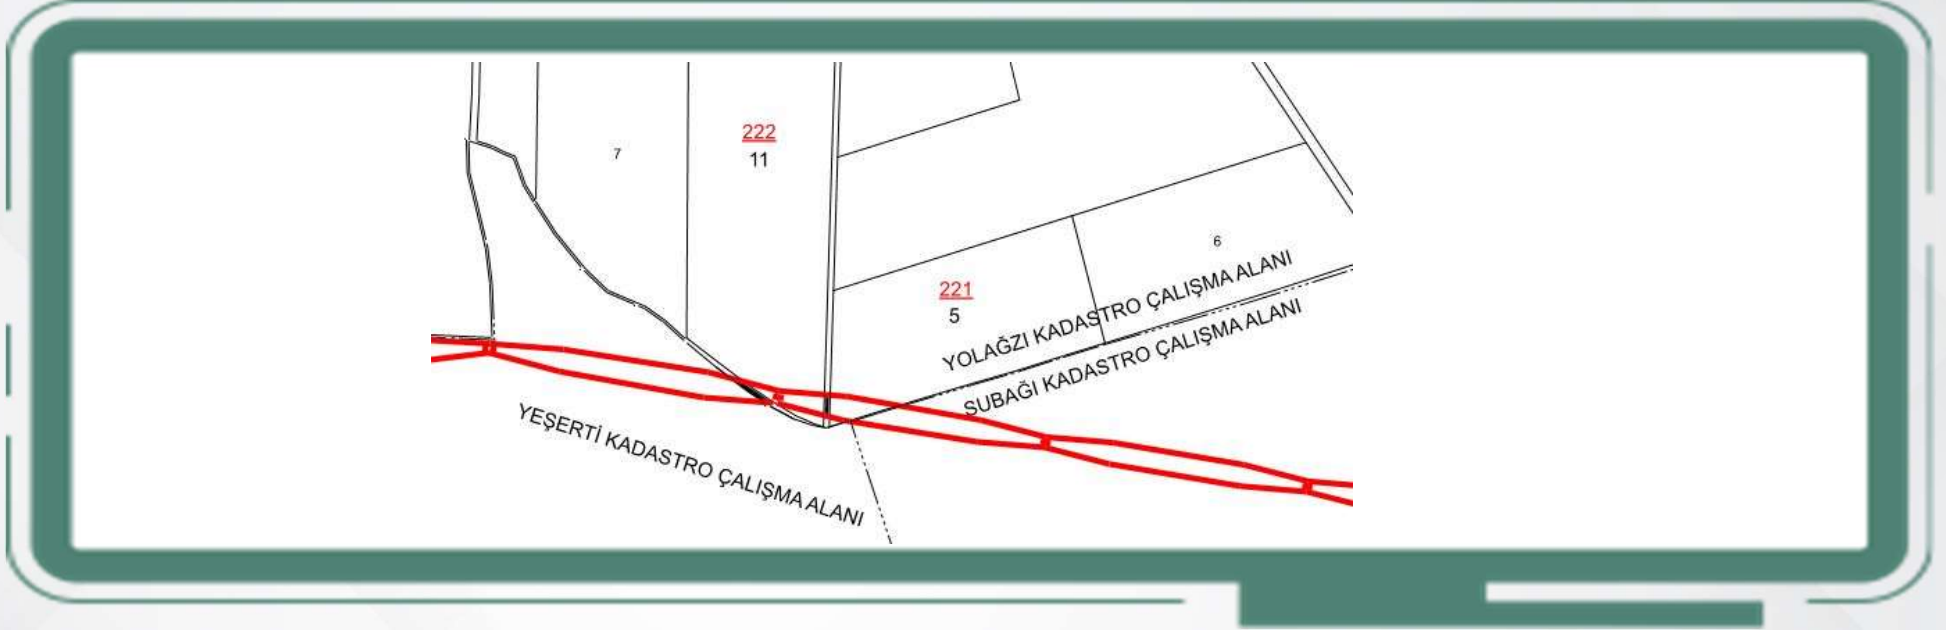 222
11
7
6
221
5
YOLAĞZI KADASTRO ÇALIŞMA ALANI
SUBAĞI KADASTRO ÇALIŞMA ALANI
YEŞERTİ KADASTRO ÇALIŞMA ALANI